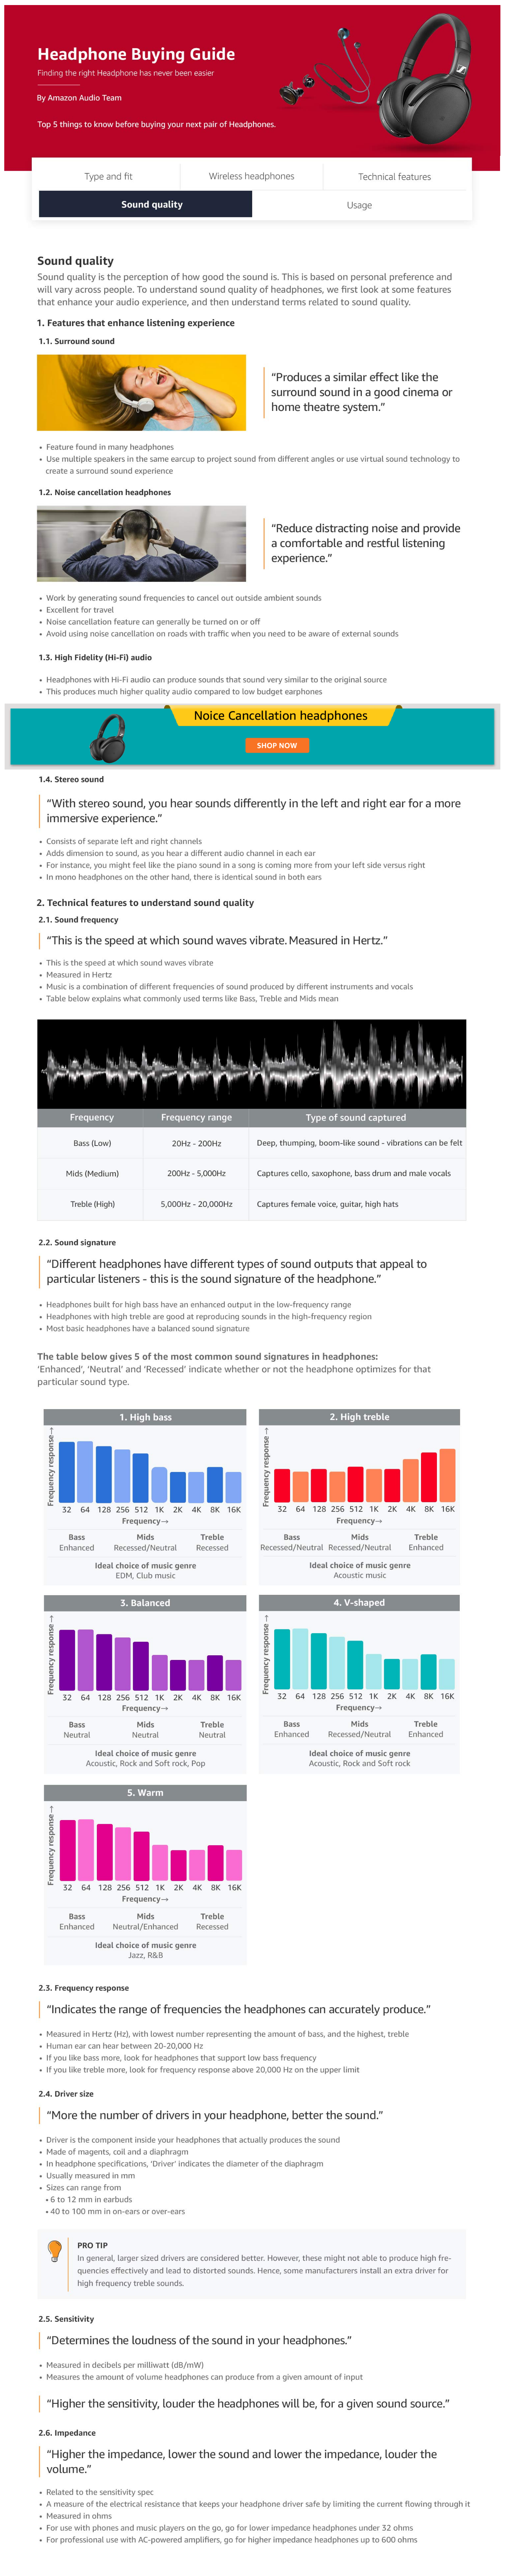 Headphone Buying Guide
Finding the right Headphone has never been easier
By Amazon Audio Team
Top 5 things to know before buying your next pair of Headphones.
Type and fit
Wireless headphones
Technical features
Sound quality
Usage
Sound quality
Sound quality is the perception of how good the sound is. This is based on personal preference and
will vary across people. To understand sound quality of headphones, we first look at some features
that enhance your audio experience, and then understand terms related to sound quality.
1. Features that enhance listening experience
1.1. Surround sound
“Produces a similar effect like the
surround sound in a good cinema or
home theatre system.”
• Feature found in many headphones
• Use multiple speakers in the same earcup to project sound from different angles or use virtual sound technology to
create a surround sound experience
1.2. Noise cancellation headphones
“Reduce distracting noise and provide
a comfortable and restful listening
experience.”
• Work by generating sound frequencies to cancel out outside ambient sounds
• Excellent for travel
• Noise cancellation feature can generally be turned on or off
• Avoid using noise cancellation on roads with traffic when you need to be aware of external sounds
1.3. High Fidelity (Hi-Fi) audio
• Headphones with Hi-Fi audio can produce sounds that sound very similar to the original source
• This produces much higher quality audio compared to low budget earphones
Noice Cancellation headphones
SHOP NOW
1.4. Stereo sound
“With stereo sound, you hear sounds differently in the left and right ear for a more
immersive experience.”
• Consists of separate left and right channels
• Adds dimension to sound, as you hear a different audio channel in each ear
• For instance, you might feel like the piano sound in a song is coming more from your left side versus right
• In mono headphones on the other hand, there is identical sound in both ears
2. Technical features to understand sound quality
2.1. Sound frequency
“This is the speed at which sound waves vibrate. Measured in Hertz.”
• This is the speed at which sound waves vibrate
• Measured in Hertz
• Music is a combination of different frequencies of sound produced by different instruments and vocals
• Table below explains what commonly used terms like Bass, Treble and Mids mean
Frequency Frequency range Type of sound captured
Bass (Low) 20Hz - 200Hz Deep, thumping, boom-like sound - vibrations can be felt
Mids (Medium) 200Hz - 5,000Hz Captures cello, saxophone, bass drum and male vocals
Treble (High) 5,000Hz - 20,000Hz Captures female voice, guitar, high hats
2.2. Sound signature
“Different headphones have different types of sound outputs that appeal to
particular listeners - this is the sound signature of the headphone.”
• Headphones built for high bass have an enhanced output in the low-frequency range
• Headphones with high treble are good at reproducing sounds in the high-frequency region
• Most basic headphones have a balanced sound signature
The table below gives 5 of the most common sound signatures in headphones:
‘Enhanced’, ‘Neutral’ and ‘Recessed’ indicate whether or not the headphone optimizes for that
particular sound type.
1. High bass
Frequency response→
32 64 128 256 512 1K 2K 4K 8K 16K
Frequency→
Bass Mids Treble
Enhanced Recessed/Neutral Recessed
Ideal choice of music genre
EDM, Club music
2. High treble
Frequency response→
32 64 128 256 512 1K 2K 4K 8K 16K
Frequency→
Bass Mids Treble
Recessed/Neutral Recessed/Neutral Enhanced
Ideal choice of music genre
Acoustic music
3. Balanced
Frequency response→
32 64 128 256 512 1K 2K 4K 8K 16K
Frequency→
Bass Mids Treble
Neutral Neutral Neutral
Ideal choice of music genre
Acoustic, Rock and Soft rock, Pop
4. V-shaped
Frequency response→
32 64 128 256 512 1K 2K 4K 8K 16K
Frequency→
Bass Mids Treble
Enhanced Recessed/Neutral Enhanced
Ideal choice of music genre
Acoustic, Rock and Soft rock
5. Warm
Frequency response→
32 64 128 256 512 1K 2K 4K 8K 16K
Frequency→
Bass Mids Treble
Enhanced Neutral/Enhanced Recessed
Ideal choice of music genre
Jazz, R&B
2.3. Frequency response
“Indicates the range of frequencies the headphones can accurately produce.”
• Measured in Hertz (Hz), with lowest number representing the amount of bass, and the highest, treble
• Human ear can hear between 20-20,000 Hz
• If you like bass more, look for headphones that support low bass frequency
• If you like treble more, look for frequency response above 20,000 Hz on the upper limit
2.4. Driver size
“More the number of drivers in your headphone, better the sound.”
• Driver is the component inside your headphones that actually produces the sound
• Made of magents, coil and a diaphragm
• In headphone specifications, ‘Driver’ indicates the diameter of the diaphragm
• Usually measured in mm
• Sizes can range from
• 6 to 12 mm in earbuds
• 40 to 100 mm in on-ears or over-ears
PRO TIP
In general, larger sized drivers are considered better. However, these might not able to produce high fre-
quencies effectively and lead to distorted sounds. Hence, some manufacturers install an extra driver for
high frequency treble sounds.
2.5. Sensitivity
“Determines the loudness of the sound in your headphones.”
• Measured in decibels per milliwatt (dB/mW)
• Measures the amount of volume headphones can produce from a given amount of input
“Higher the sensitivity, louder the headphones will be, for a given sound source.”
2.6. Impedance
“Higher the impedance, lower the sound and lower the impedance, louder the
volume.”
• Related to the sensitivity spec
• A measure of the electrical resistance that keeps your headphone driver safe by limiting the current flowing through it
• Measured in ohms
• For use with phones and music players on the go, go for lower impedance headphones under 32 ohms
• For professional use with AC-powered amplifiers, go for higher impedance headphones up to 600 ohms